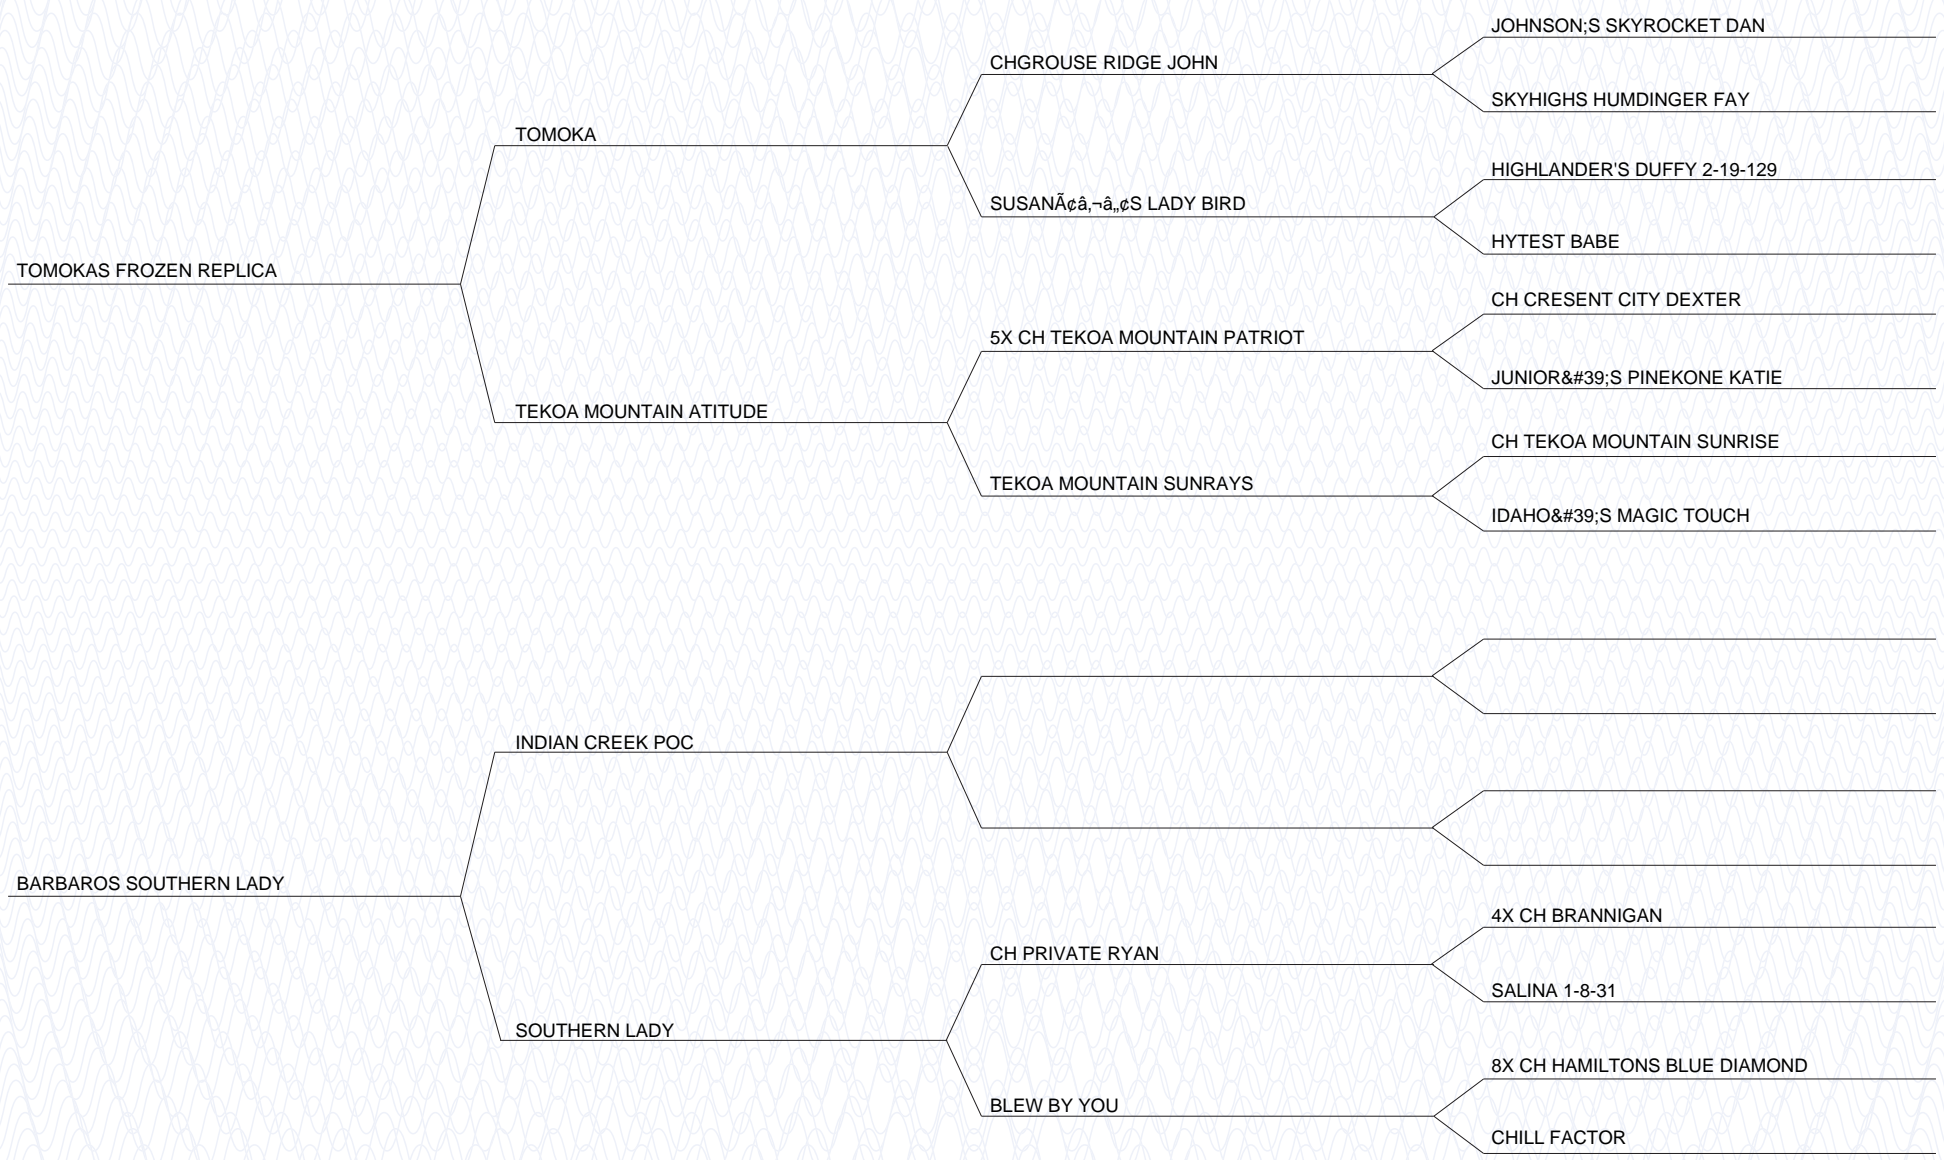 JOHNSON;S SKYROCKET DAN
CHGROUSE RIDGE JOHN
SKYHIGHS HUMDINGER FAY
TOMOKA
HIGHLANDER'S DUFFY 2-19-129
SUSANÃ¢â‚¬â„¢S LADY BIRD
HYTEST BABE
TOMOKAS FROZEN REPLICA
CH CRESENT CITY DEXTER
5X CH TEKOA MOUNTAIN PATRIOT
JUNIOR&#39;S PINEKONE KATIE
TEKOA MOUNTAIN ATITUDE
CH TEKOA MOUNTAIN SUNRISE
TEKOA MOUNTAIN SUNRAYS
IDAHO&#39;S MAGIC TOUCH
INDIAN CREEK POC
BARBAROS SOUTHERN LADY
4X CH BRANNIGAN
CH PRIVATE RYAN
SALINA 1-8-31
SOUTHERN LADY
8X CH HAMILTONS BLUE DIAMOND
BLEW BY YOU
CHILL FACTOR